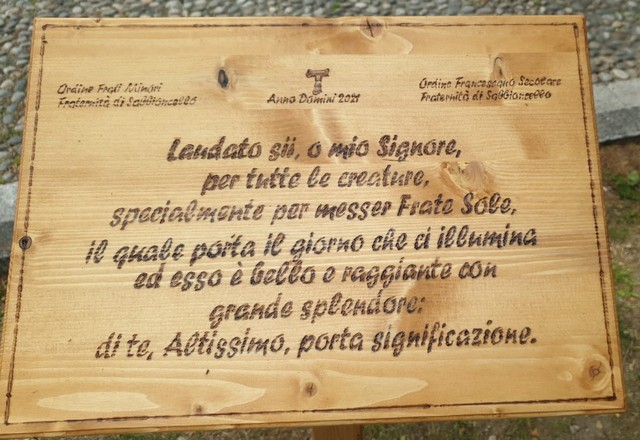 Ordine Frati Minori
Fraternità di Sabbioncello
Anno Domini 2021
Ordine Francescano Secolare
Fraternità di Sabbioncello
Laudato sii, o mio Signore,
per tutte le creature,
specialmente per messer Frate Sole,
il quale porta il giorno che ci illumina
ed esso è bello e raggiante con
grande splendore:
di te, Altissimo, porta significazione.